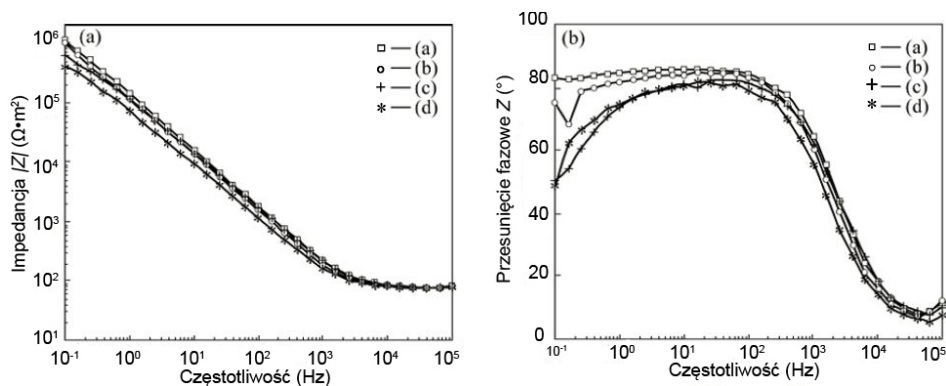 (a)
Impedancja |Z| (Ω•m²)
10⁶
10⁵
10⁴
10³
10²
10¹
10⁻¹ 10⁰ 10¹ 10² 10³ 10⁴ 10⁵
Częstotliwość (Hz)
(a)
(b)
(c)
(d)
(b)
Przesunięcie fazowe Z (°)
100
80
60
40
20
0
10⁻¹ 10⁰ 10¹ 10² 10³ 10⁴ 10⁵
Częstotliwość (Hz)
(a)
(b)
(c)
(d)